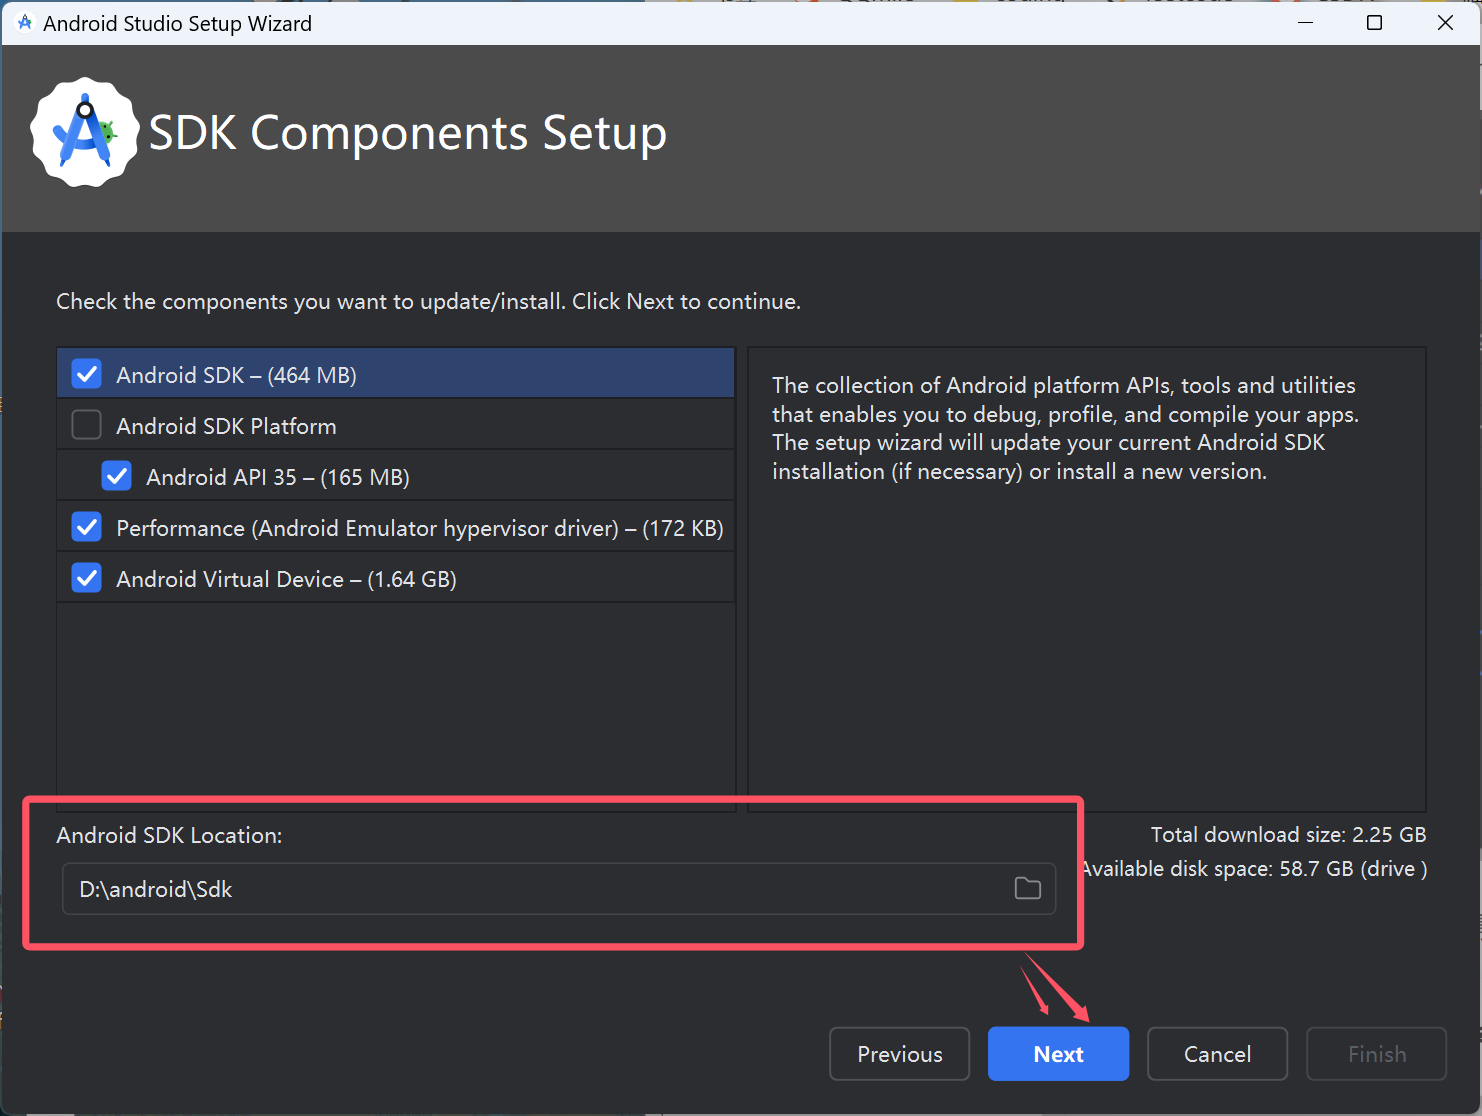 Android Studio Setup Wizard
SDK Components Setup
Check the components you want to update/install. Click Next to continue.
Android SDK – (464 MB)
Android SDK Platform
Android API 35 – (165 MB)
Performance (Android Emulator hypervisor driver) – (172 KB)
Android Virtual Device – (1.64 GB)
The collection of Android platform APIs, tools and utilities
that enables you to debug, profile, and compile your apps.
The setup wizard will update your current Android SDK
installation (if necessary) or install a new version.
Android SDK Location:
D:\android\Sdk
Total download size: 2.25 GB
Available disk space: 58.7 GB (drive )
Previous
Next
Cancel
Finish